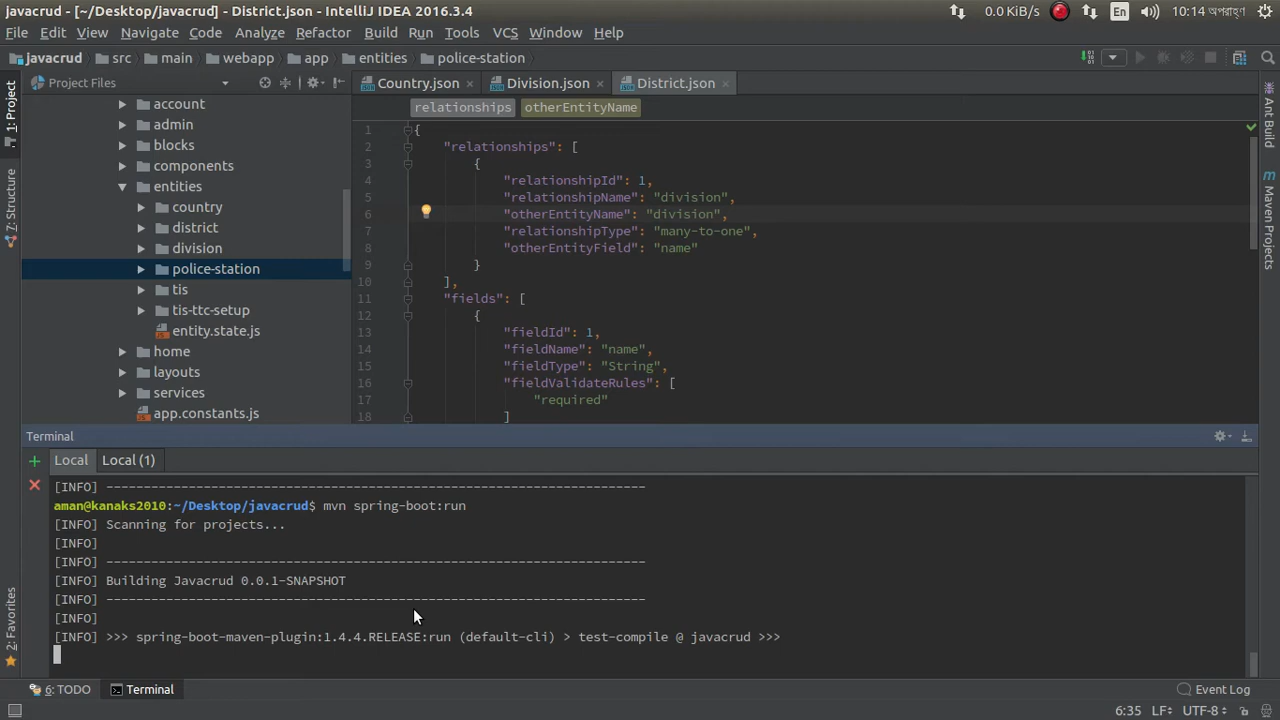 javacrud - [~/Desktop/javacrud] - District.json - IntelliJ IDEA 2016.3.4
0.0 KiB/s En 10:14 অপরাহ্ণ
File Edit View Navigate Code Analyze Refactor Build Run Tools VCS Window Help
javacrud src main webapp app entities police-station
Project Files
Country.json Division.json District.json
relationships otherEntityName
1: Project
7: Structure
2: Favorites
account
admin
blocks
components
entities
country
district
division
police-station
tis
tis-ttc-setup
entity.state.js
home
layouts
services
app.constants.js
1 {
2 "relationships": [
3 {
4 "relationshipId": 1,
5 "relationshipName": "division",
6 "otherEntityName": "division",
7 "relationshipType": "many-to-one",
8 "otherEntityField": "name"
9 }
10 ],
11 "fields": [
12 {
13 "fieldId": 1,
14 "fieldName": "name",
15 "fieldType": "String",
16 "fieldValidateRules": [
17 "required"
18 ]
Ant Build
Maven Projects
Terminal
Local Local (1)
[INFO] ------------------------------------------------------------------------
aman@kanaks2010:~/Desktop/javacrud$ mvn spring-boot:run
[INFO] Scanning for projects...
[INFO]
[INFO] ------------------------------------------------------------------------
[INFO] Building Javacrud 0.0.1-SNAPSHOT
[INFO] ------------------------------------------------------------------------
[INFO]
[INFO] >>> spring-boot-maven-plugin:1.4.4.RELEASE:run (default-cli) > test-compile @ javacrud >>>
6: TODO Terminal Event Log
6:35 LF÷ UTF-8÷